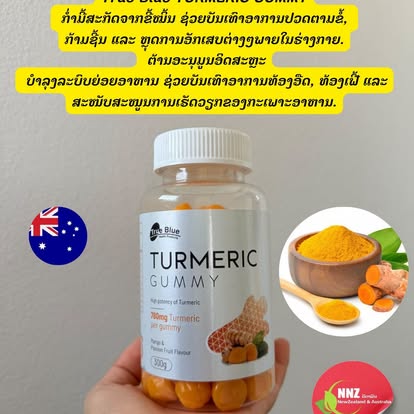 True Blue TURMERIC GUMMY
ກ່ຳມີ້ສະກັດຈາກຂີ້ໝິ້ນ ຊ່ວຍບັນເທົາອາການປວດຕາມຂໍ້,
ກ້າມຊີ້ນ ແລະ ຫຼຸດການອັກເສບຕ່າງໆພາຍໃນຮ່າງກາຍ.
ຕ້ານອະນຸມູນອິດສະຫຼະ
ບຳລຸງລະບົບຍ່ອຍອາຫານ ຊ່ວຍບັນເທົາອາການທ້ອງອືດ, ທ້ອງເຟີ້ ແລະ
ສະໜັບສະໜູນການເຮັດວຽກຂອງກະເພາະອາຫານ.
True Blue
TURMERIC
GUMMY
High potency of Turmeric
700mg Turmeric
per gummy
Mango &
Passion Fruit Flavour
300g
NNZ
NewZealand & Australia